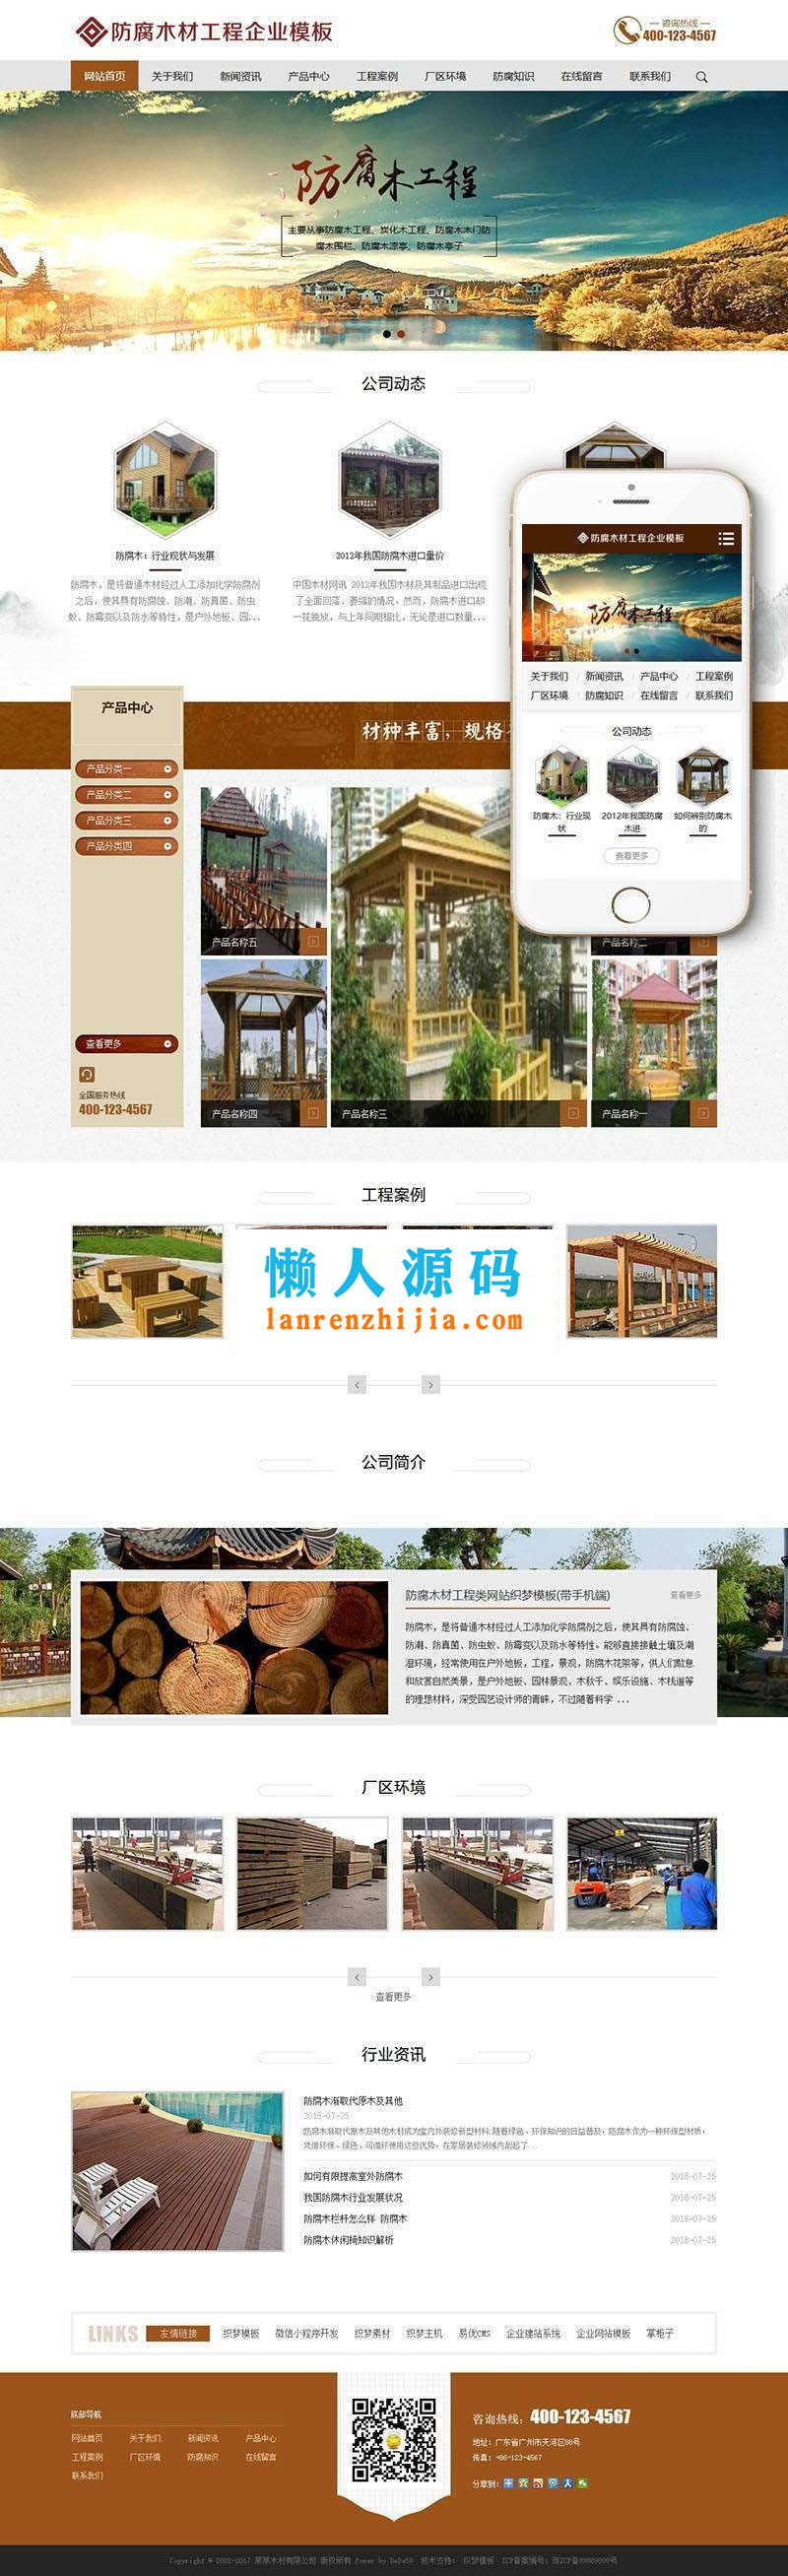 防腐木材工程企业模板
咨询热线
400-123-4567
网站首页 关于我们 新闻资讯 产品中心 工程案例 厂区环境 防腐知识 在线留言 联系我们
防腐木工程
主要从事防腐木工程、炭化木工程、防腐木木门防
腐木围栏、防腐木凉亭、防腐木亭子
公司动态
防腐木：行业现状与发展
防腐木，是将普通木材经过人工添加化学防腐剂
之后，使其具有防腐蚀、防潮、防真菌、防虫
蚁、防霉变以及防水等特性，是户外地板、园...
2012年我国防腐木进口量价
中国木材网讯 2012年我国木材及其制品进口出现
了全面回落、萎缩的情况。然而，防腐木进口却
一花独放，与上年同期相比，无论是进口数量...
防腐木材工程企业模板
防腐木工程
关于我们 / 新闻资讯 / 产品中心 / 工程案例
厂区环境 / 防腐知识 / 在线留言 / 联系我们
公司动态
防腐木：行业现
状
2012年我国防腐
木进
如何辨别防腐木
的
查看更多
产品中心
材种丰富，规格
产品分类一
产品分类二
产品分类三
产品分类四
查看更多
全国服务热线
400-123-4567
产品名称五
产品名称二
产品名称四
产品名称三
产品名称一
工程案例
懒人源码
lanrenzhijia.com
公司简介
防腐木材工程类网站织梦模板(带手机端)
查看更多
防腐木，是将普通木材经过人工添加化学防腐剂之后，使其具有防腐蚀、
防潮、防真菌、防虫蚁、防霉变以及防水等特性。能够直接接触土壤及潮
湿环境，经常使用在户外地板，工程，景观，防腐木花架等，供人们歇息
和欣赏自然美景，是户外地板、园林景观、木秋千、娱乐设施、木栈道等
的理想材料，深受园艺设计师的青睐，不过随着科学 ...
厂区环境
查看更多
行业资讯
防腐木渐取代原木及其他
2018-07-25
防腐木渐取代原木及其他木材成为室内外装修新型材料 随着绿色、环保知识的日益普及，防腐木作为一种环保型材质，
凭借环保、绿色、可循环使用这些优势，在家居装修领域内刮起了...
如何有限提高室外防腐木 2018-07-25
我国防腐木行业发展状况 2018-07-25
防腐木栏杆怎么样 防腐木 2018-07-25
防腐木休闲椅知识解析 2018-07-25
LINKS 友情链接 织梦模板 微信小程序开发 织梦素材 织梦主机 易优CMS 企业建站系统 企业网站模板 掌柜子
底部导航
网站首页 关于我们 新闻资讯 产品中心
工程案例 厂区环境 防腐知识 在线留言
联系我们
咨询热线：400-123-4567
地址：广东省广州市天河区88号
传真：+86-123-4567
分享到：
Copyright © 2002-2017 某某木材有限公司 版权所有 Power by DeDe58 技术支持： 织梦模板 ICP备案编号：琼ICP备88889999号